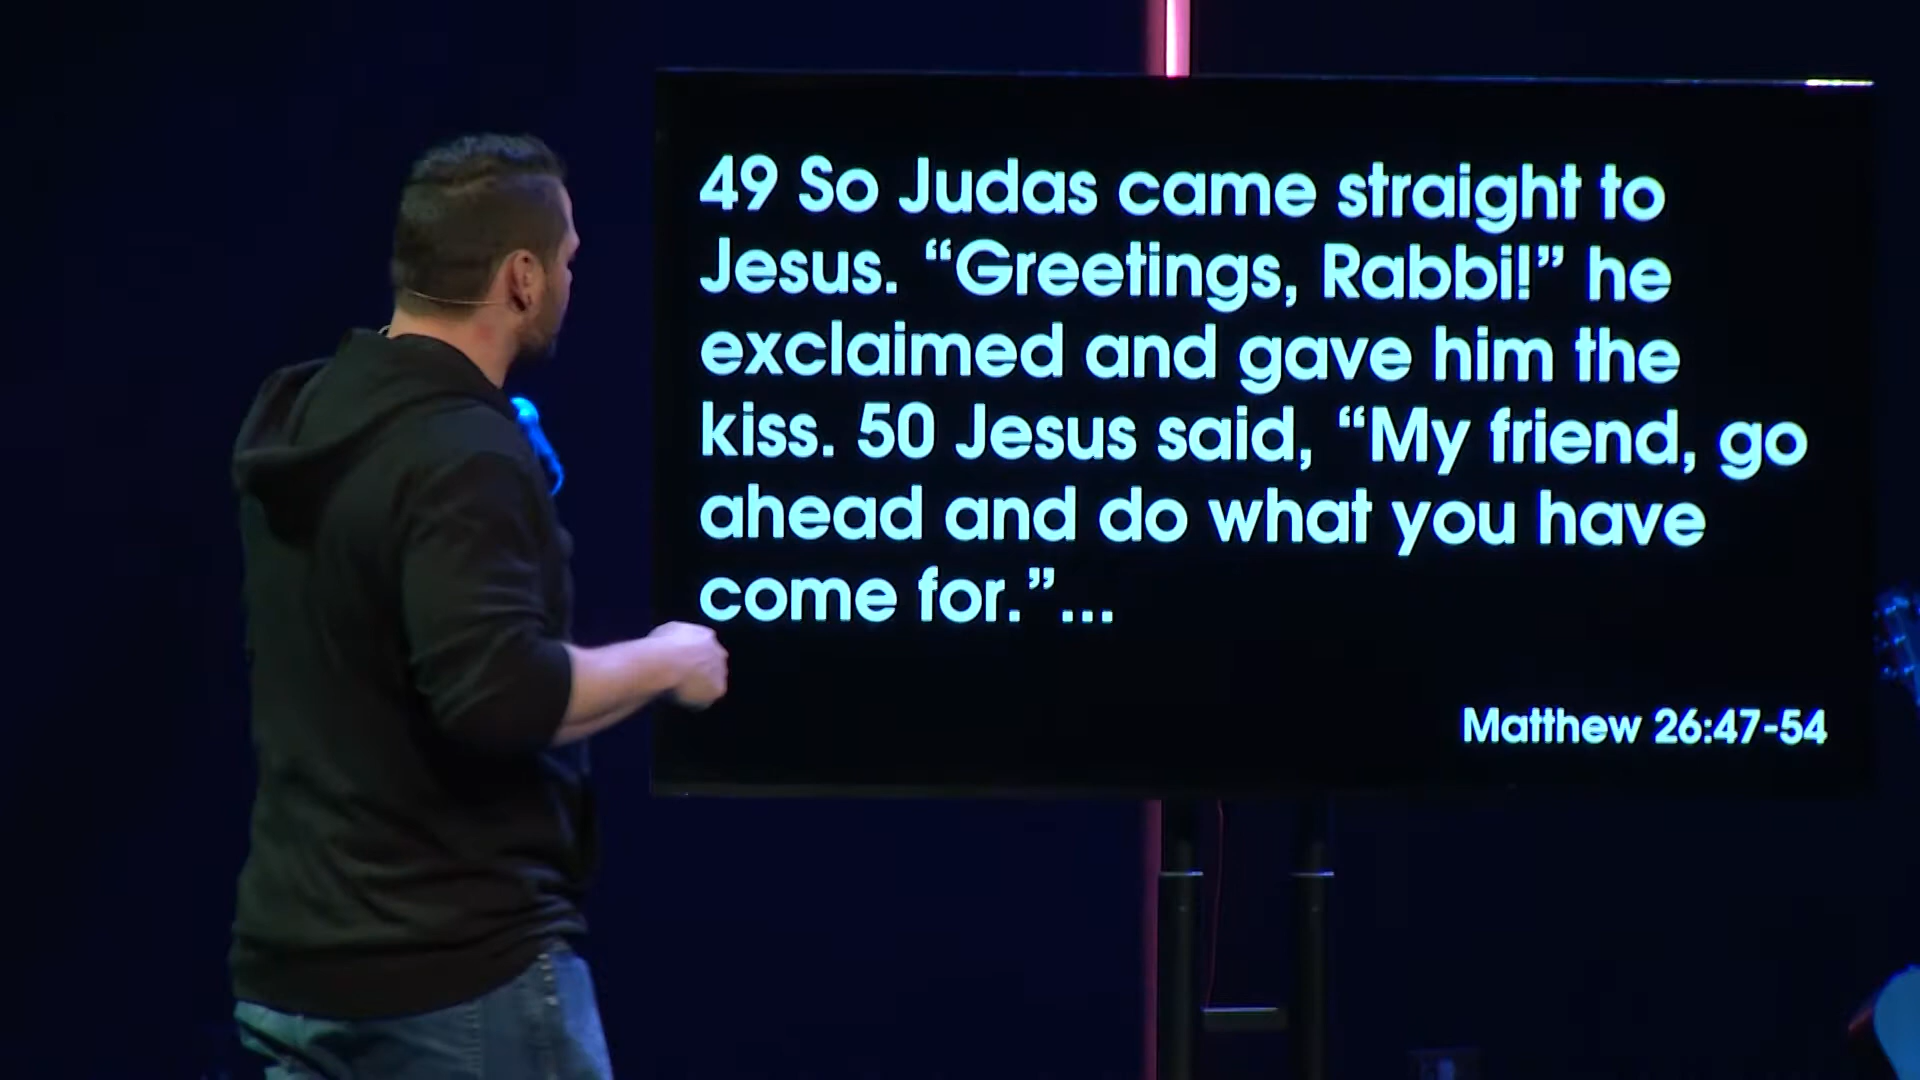 49 So Judas came straight to
Jesus. “Greetings, Rabbi!” he
exclaimed and gave him the
kiss. 50 Jesus said, “My friend, go
ahead and do what you have
come for.”...
Matthew 26:47-54